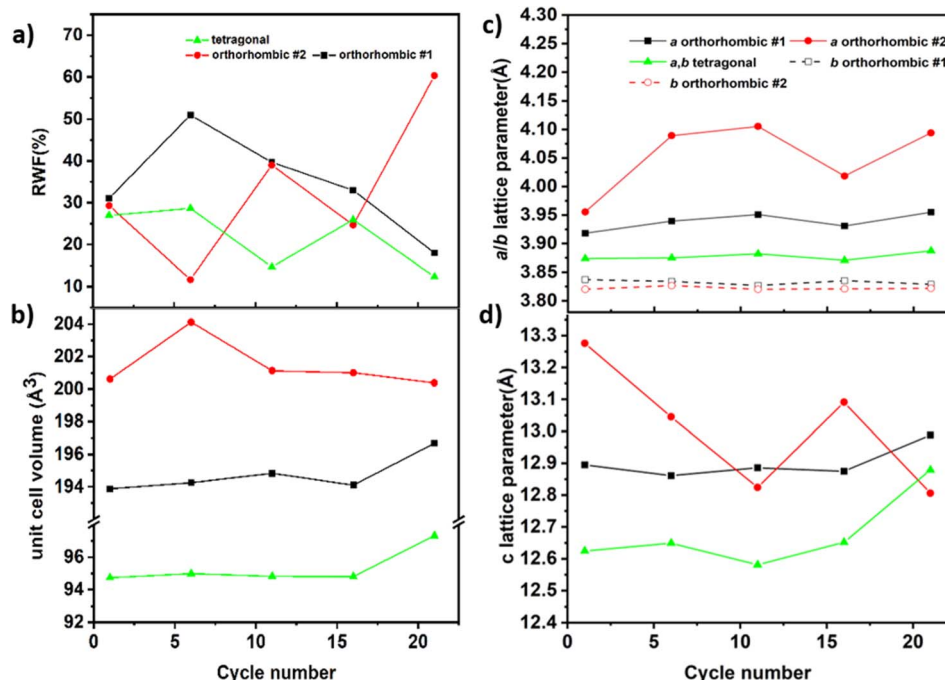 a)
tetragonal
orthorhombic #2
orthorhombic #1
70
60
50
40
30
20
10
RWF(%)
b)
204
202
200
198
196
194
96
94
92
unit cell volume (Å³)
0
5
10
15
20
Cycle number
c)
a orthorhombic #1
a orthorhombic #2
a,b tetragonal
b orthorhombic #1
b orthorhombic #2
4.30
4.25
4.20
4.15
4.10
4.05
4.00
3.95
3.90
3.85
3.80
a/b lattice parameter(Å)
d)
13.3
13.2
13.1
13.0
12.9
12.8
12.7
12.6
12.5
12.4
c lattice parameter(Å)
0
5
10
15
20
Cycle number